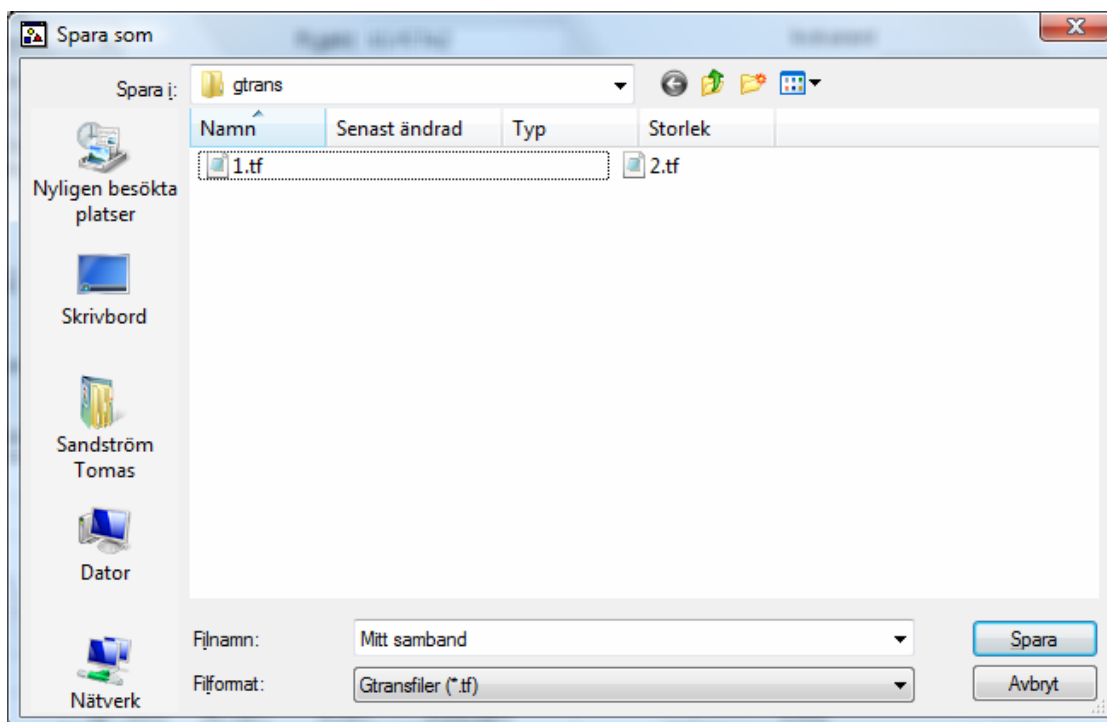 Spara som
Spara i:
gtrans
Namn
Senast ändrad
Typ
Storlek
1.tf
2.tf
Nyligen besökta
platser
Skrivbord
Sandström
Tomas
Dator
Nätverk
Filnamn:
Mitt samband
Spara
Filformat:
Gtransfiler (*.tf)
Avbryt